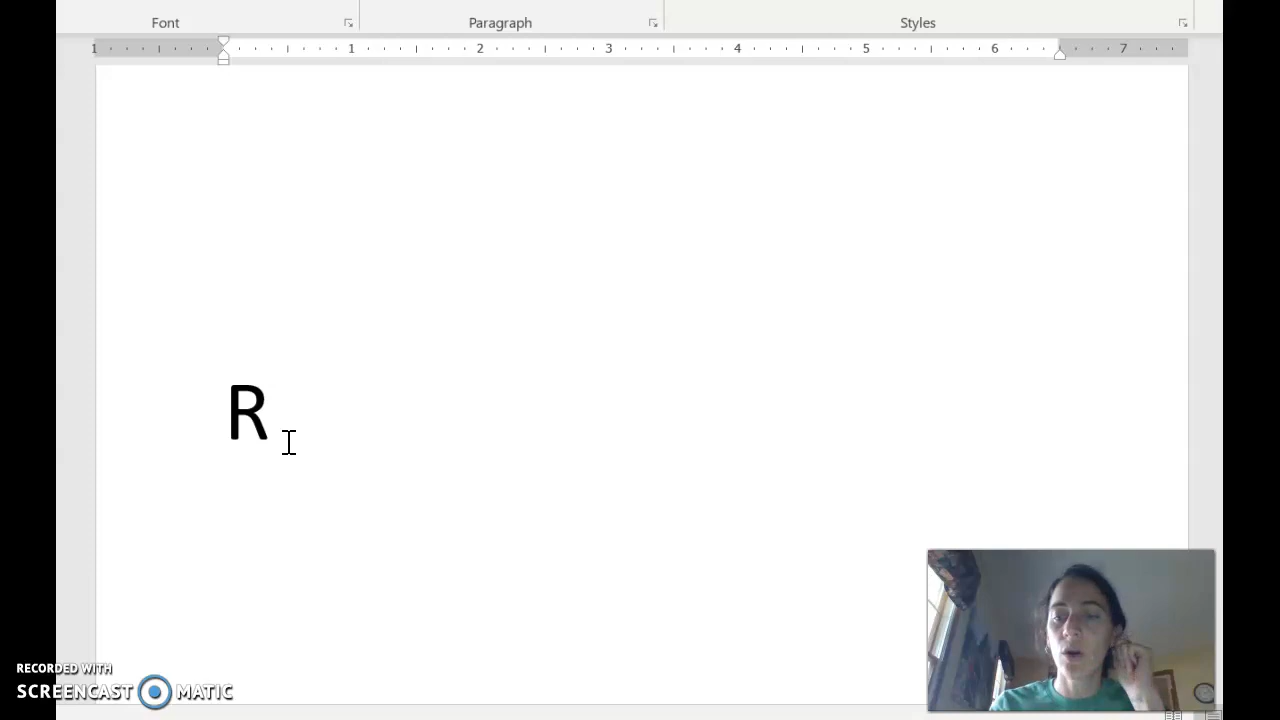 Font Paragraph Styles
1 1 2 3 4 5 6 7
R
RECORDED WITH
SCREENCAST MATIC